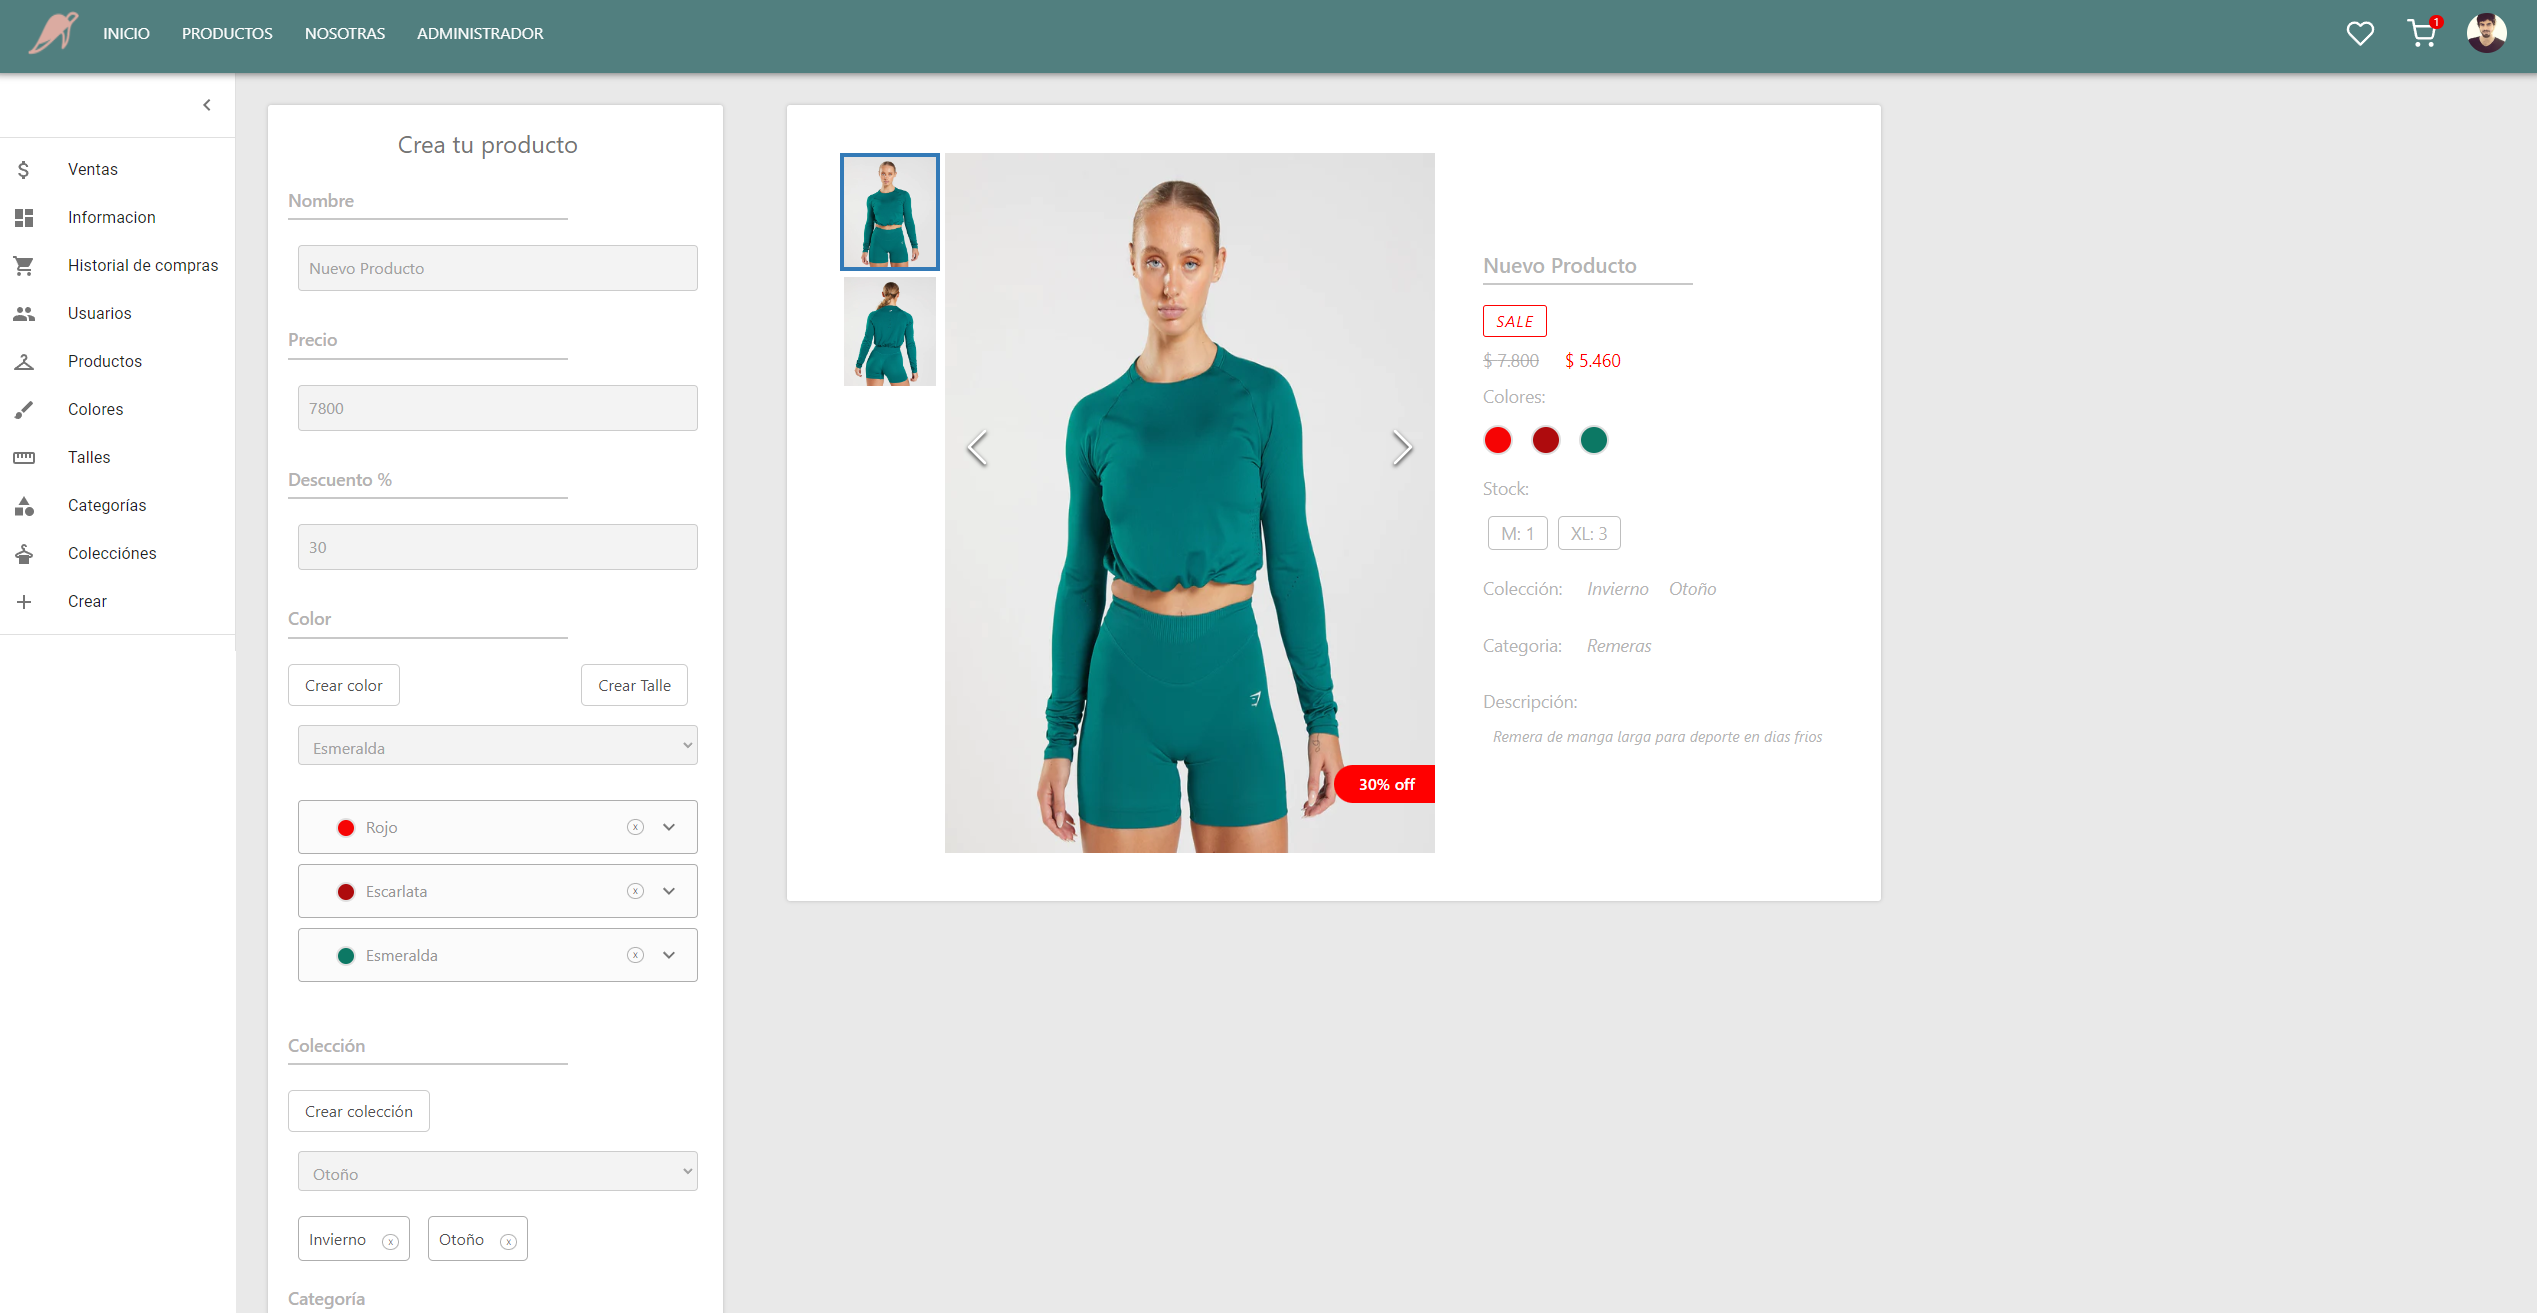 INICIO PRODUCTOS NOSOTRAS ADMINISTRADOR 1
Ventas
Informacion
Historial de compras
Usuarios
Productos
Colores
Talles
Categorías
Colecciónes
Crear
Crea tu producto
Nombre
Nuevo Producto
Precio
7800
Descuento %
30
Color
Crear color Crear Talle
Esmeralda
Rojo x
Escarlata x
Esmeralda x
Colección
Crear colección
Otoño
Invierno x Otoño x
Categoría
30% off
Nuevo Producto
SALE
$ 7.800 $ 5.460
Colores:
Stock:
M: 1 XL: 3
Colección: Invierno Otoño
Categoria: Remeras
Descripción:
Remera de manga larga para deporte en dias frios